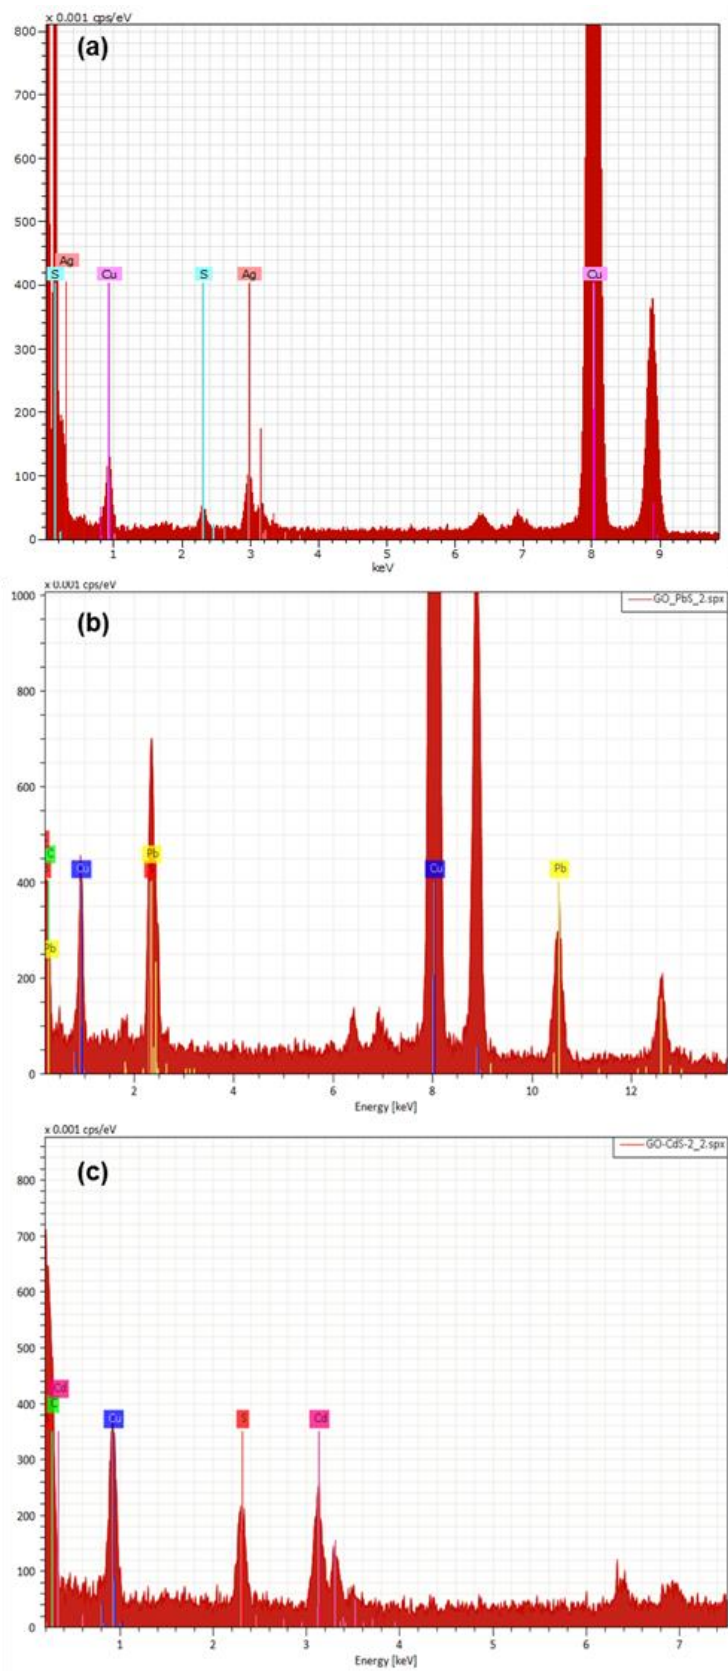 x 0.001 cps/eV
(a)
800
700
600
500
400
300
200
100
0
Ag
S
Cu
S
Ag
Cu
1 2 3 4 5 6 7 8 9
keV
x 0.001 cps/eV
(b)
GO_PbS_2.spx
1000
800
600
400
200
0
C
Cu
Pb
Cu
Pb
Pb
2 4 6 8 10 12
Energy [keV]
x 0.001 cps/eV
(c)
GO-CdS-2_2.spx
800
700
600
500
400
300
200
100
0
Cd
C
Cu
S
Cd
1 2 3 4 5 6 7
Energy [keV]